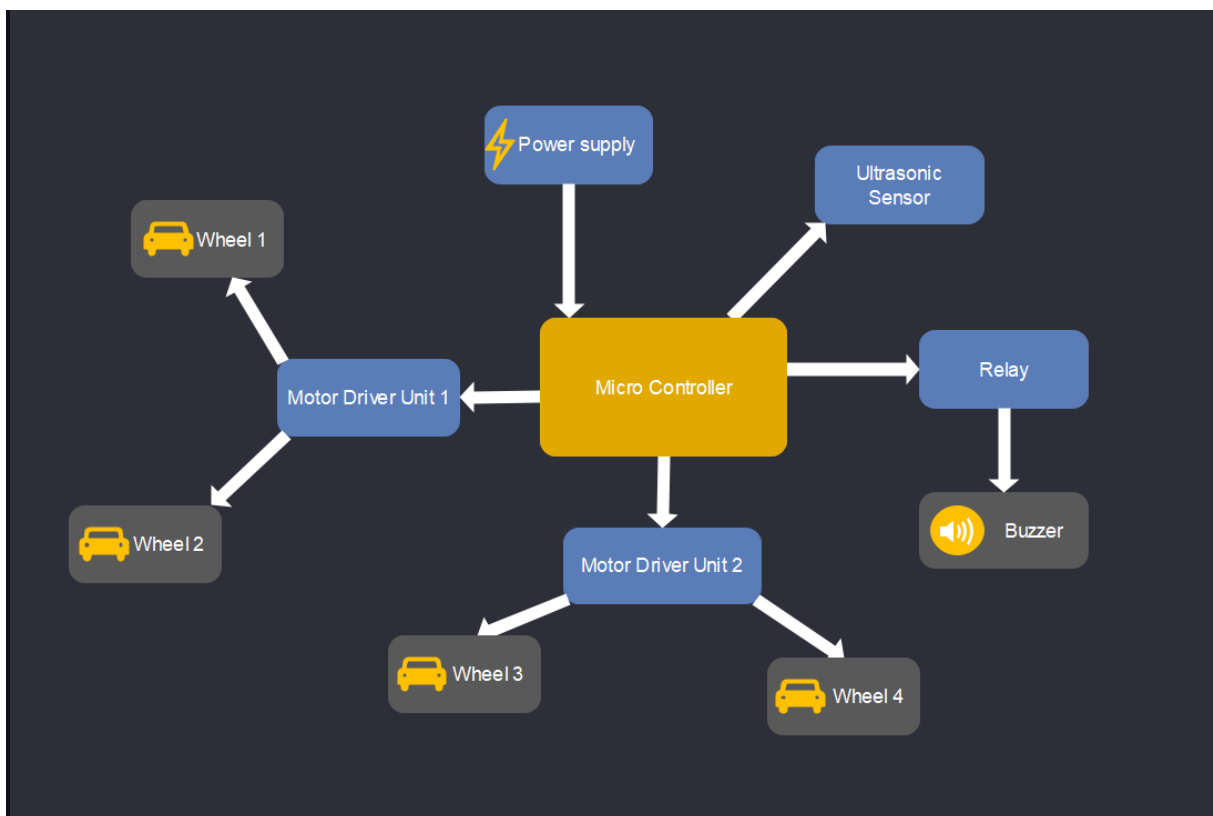 Power supply
Ultrasonic
Sensor
Wheel 1
Relay
Micro Controller
Motor Driver Unit 1
Buzzer
Wheel 2
Motor Driver Unit 2
Wheel 3
Wheel 4